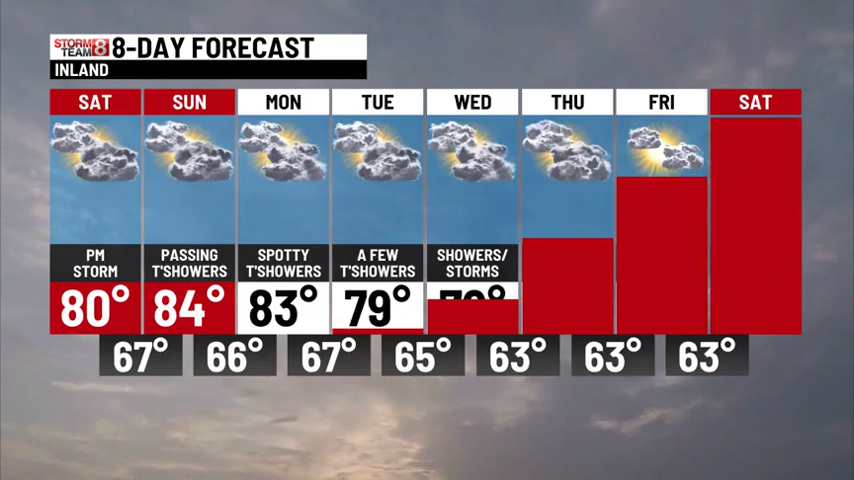 STORM TEAM 8 8-DAY FORECAST
INLAND
SAT SUN MON TUE WED THU FRI SAT
PM STORM
PASSING T'SHOWERS
SPOTTY T'SHOWERS
A FEW T'SHOWERS
SHOWERS/ STORMS
80° 84° 83° 79°
67° 66° 67° 65° 63° 63° 63°